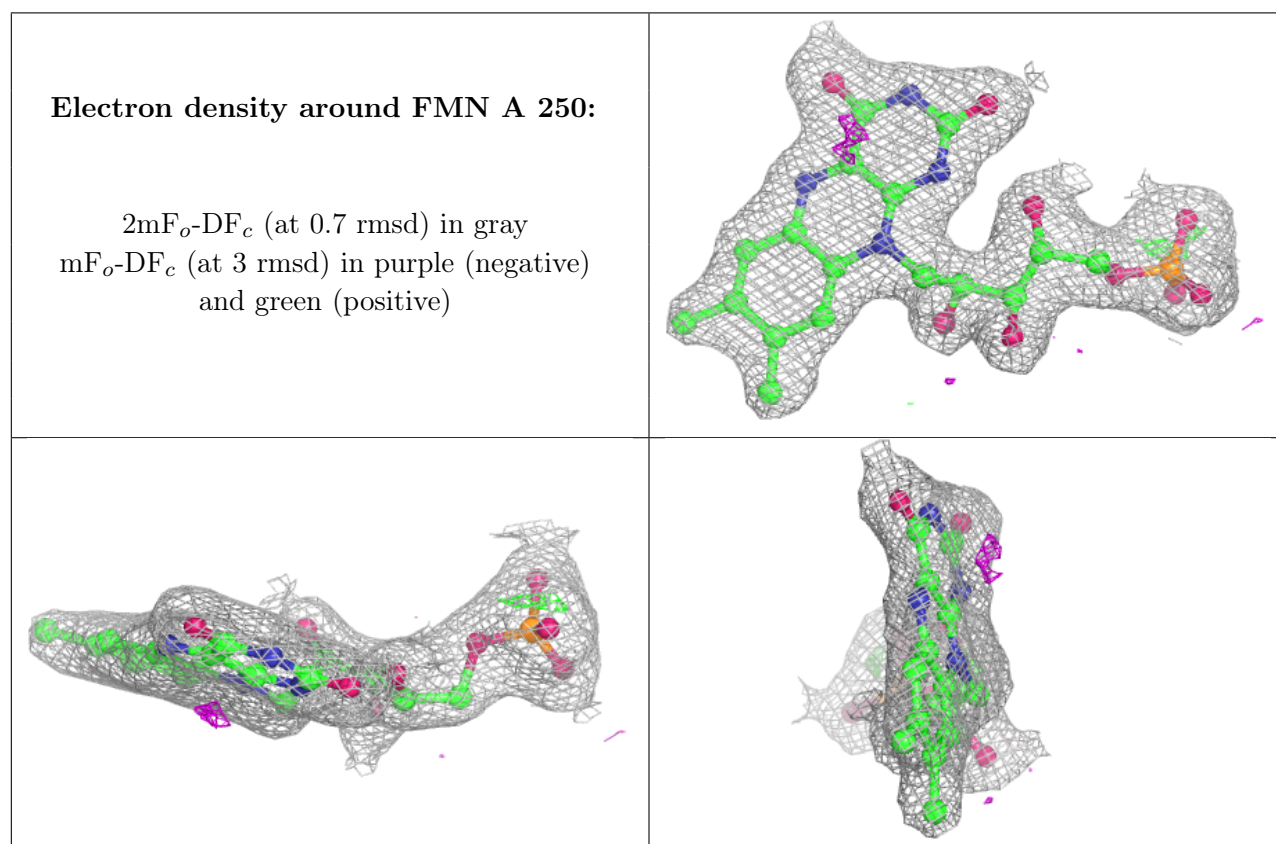 Electron density around FMN A 250:
2mFo-DFc (at 0.7 rmsd) in gray
mFo-DFc (at 3 rmsd) in purple (negative)
and green (positive)